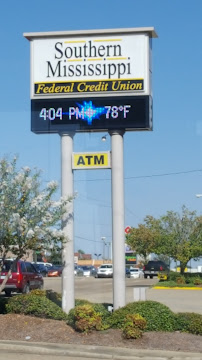 Southern
Mississippi
Federal Credit Union
4:04 PM 78°F
ATM